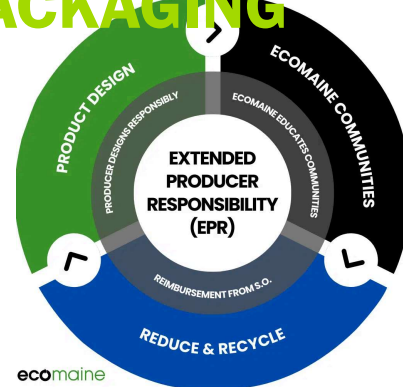 PACKAGING
PRODUCT DESIGN
PRODUCER DESIGNS RESPONSIBLY
ECOMAINE COMMUNITIES
ECOMAINE EDUCATES COMMUNITIES
EXTENDED
PRODUCER
RESPONSIBILITY
(EPR)
REIMBURSEMENT FROM S.O.
REDUCE & RECYCLE
ecomaine